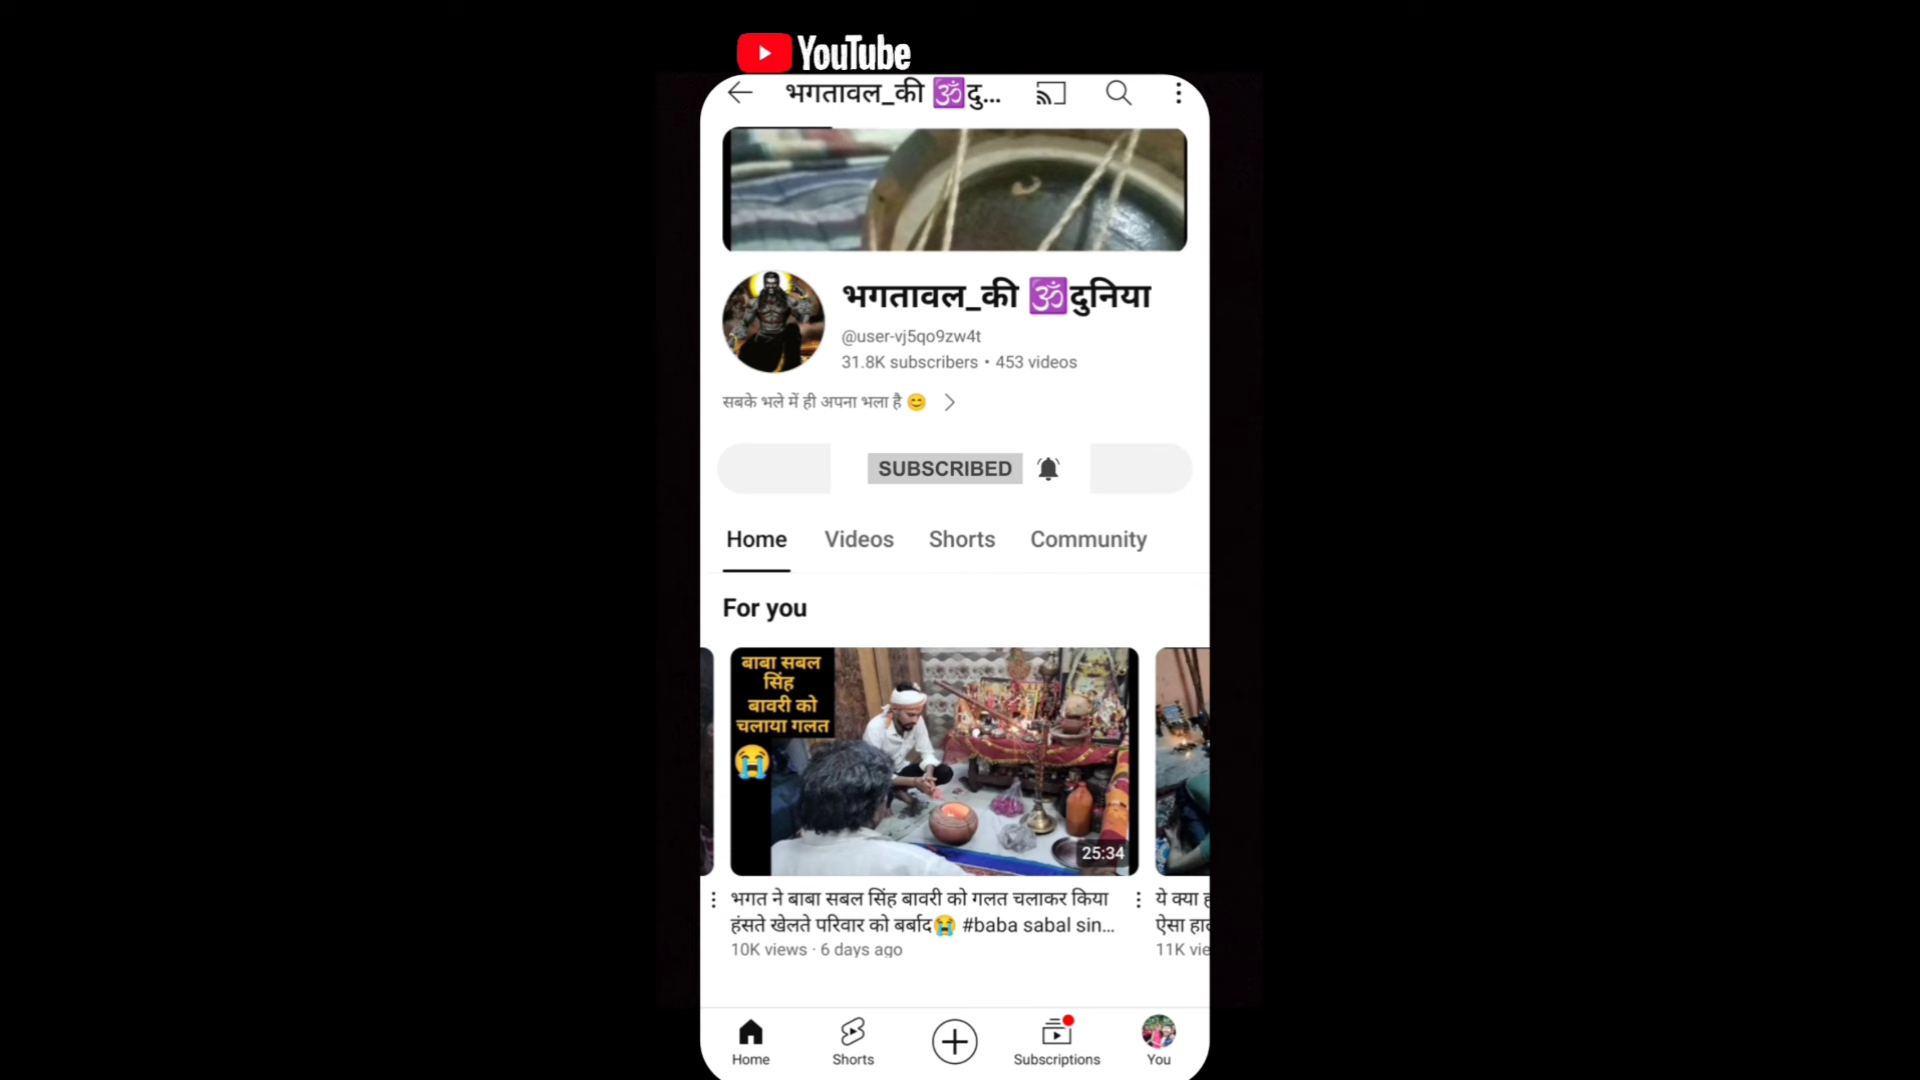 YouTube
भगतावल_की 🕉दु...
भगतावल_की 🕉दुनिया
@user-vj5qo9zw4t
31.8K subscribers • 453 videos
सबके भले में ही अपना भला है 😊
SUBSCRIBED
Home Videos Shorts Community
For you
बाबा सबल
सिंह
बावरी को
चलाया गलत
😭
25:34
भगत ने बाबा सबल सिंह बावरी को गलत चलाकर किया
हंसते खेलते परिवार को बर्बाद😭 #baba sabal sin...
10K views · 6 days ago
ये क्या
ऐसा
11K
Home Shorts Subscriptions You